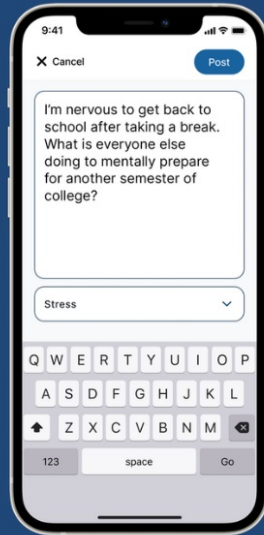 9:41
Cancel
Post
I'm nervous to get back to
school after taking a break.
What is everyone else
doing to mentally prepare
for another semester of
college?
Stress
Q W E R T Y U I O P
A S D F G H J K L
Z X C V B N M
123 space Go